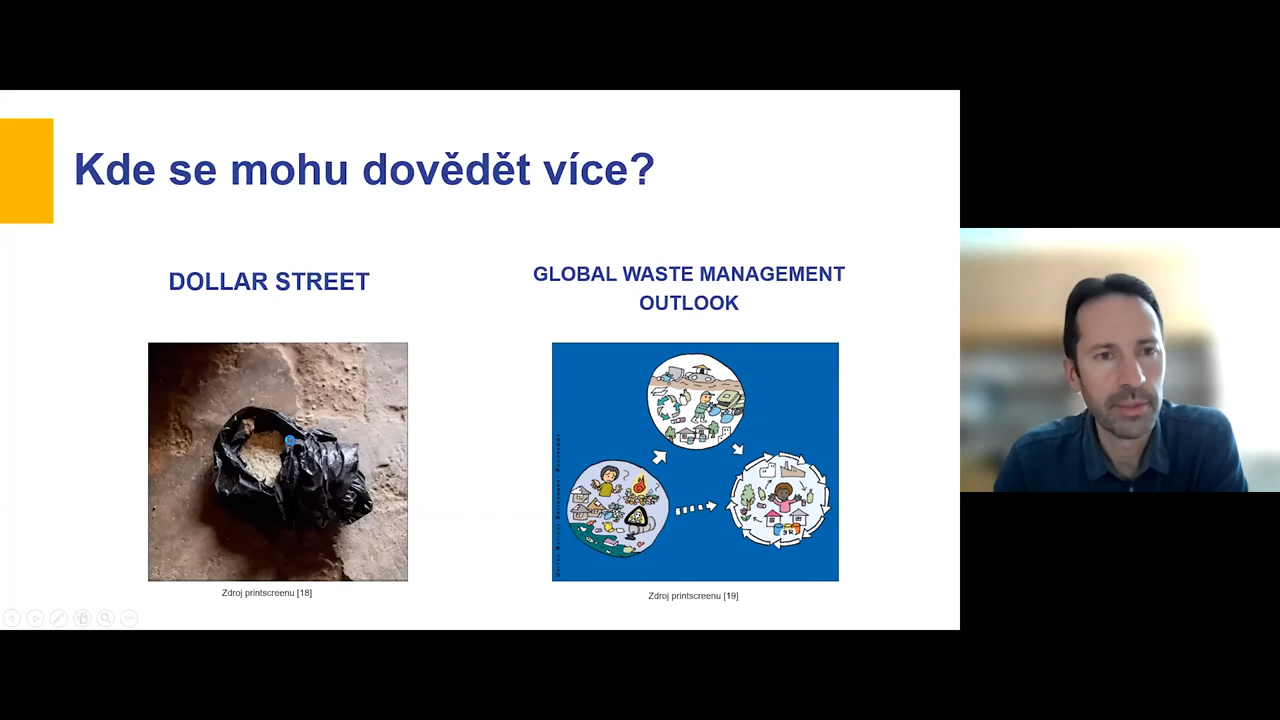 Kde se mohu dovědět více?
DOLLAR STREET
GLOBAL WASTE MANAGEMENT
OUTLOOK
Zdroj printscreenu [18]
Zdroj printscreenu [19]